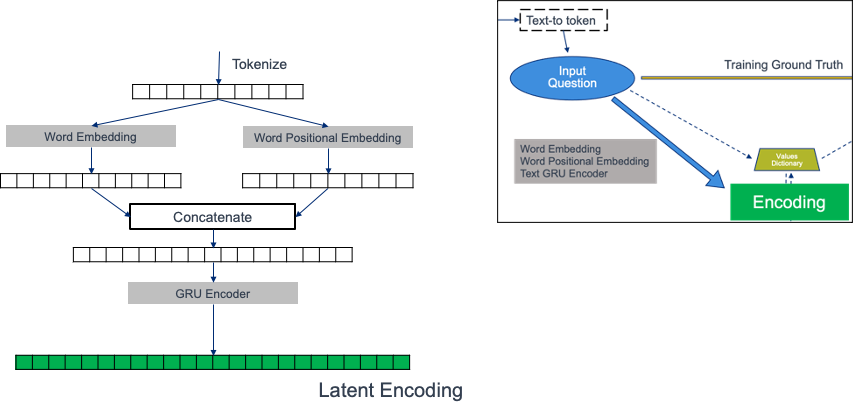 Tokenize
Word Embedding
Word Positional Embedding
Concatenate
GRU Encoder
Latent Encoding
Text-to token
Input
Question
Training Ground Truth
Word Embedding
Word Positional Embedding
Text GRU Encoder
Values
Dictionary
Encoding